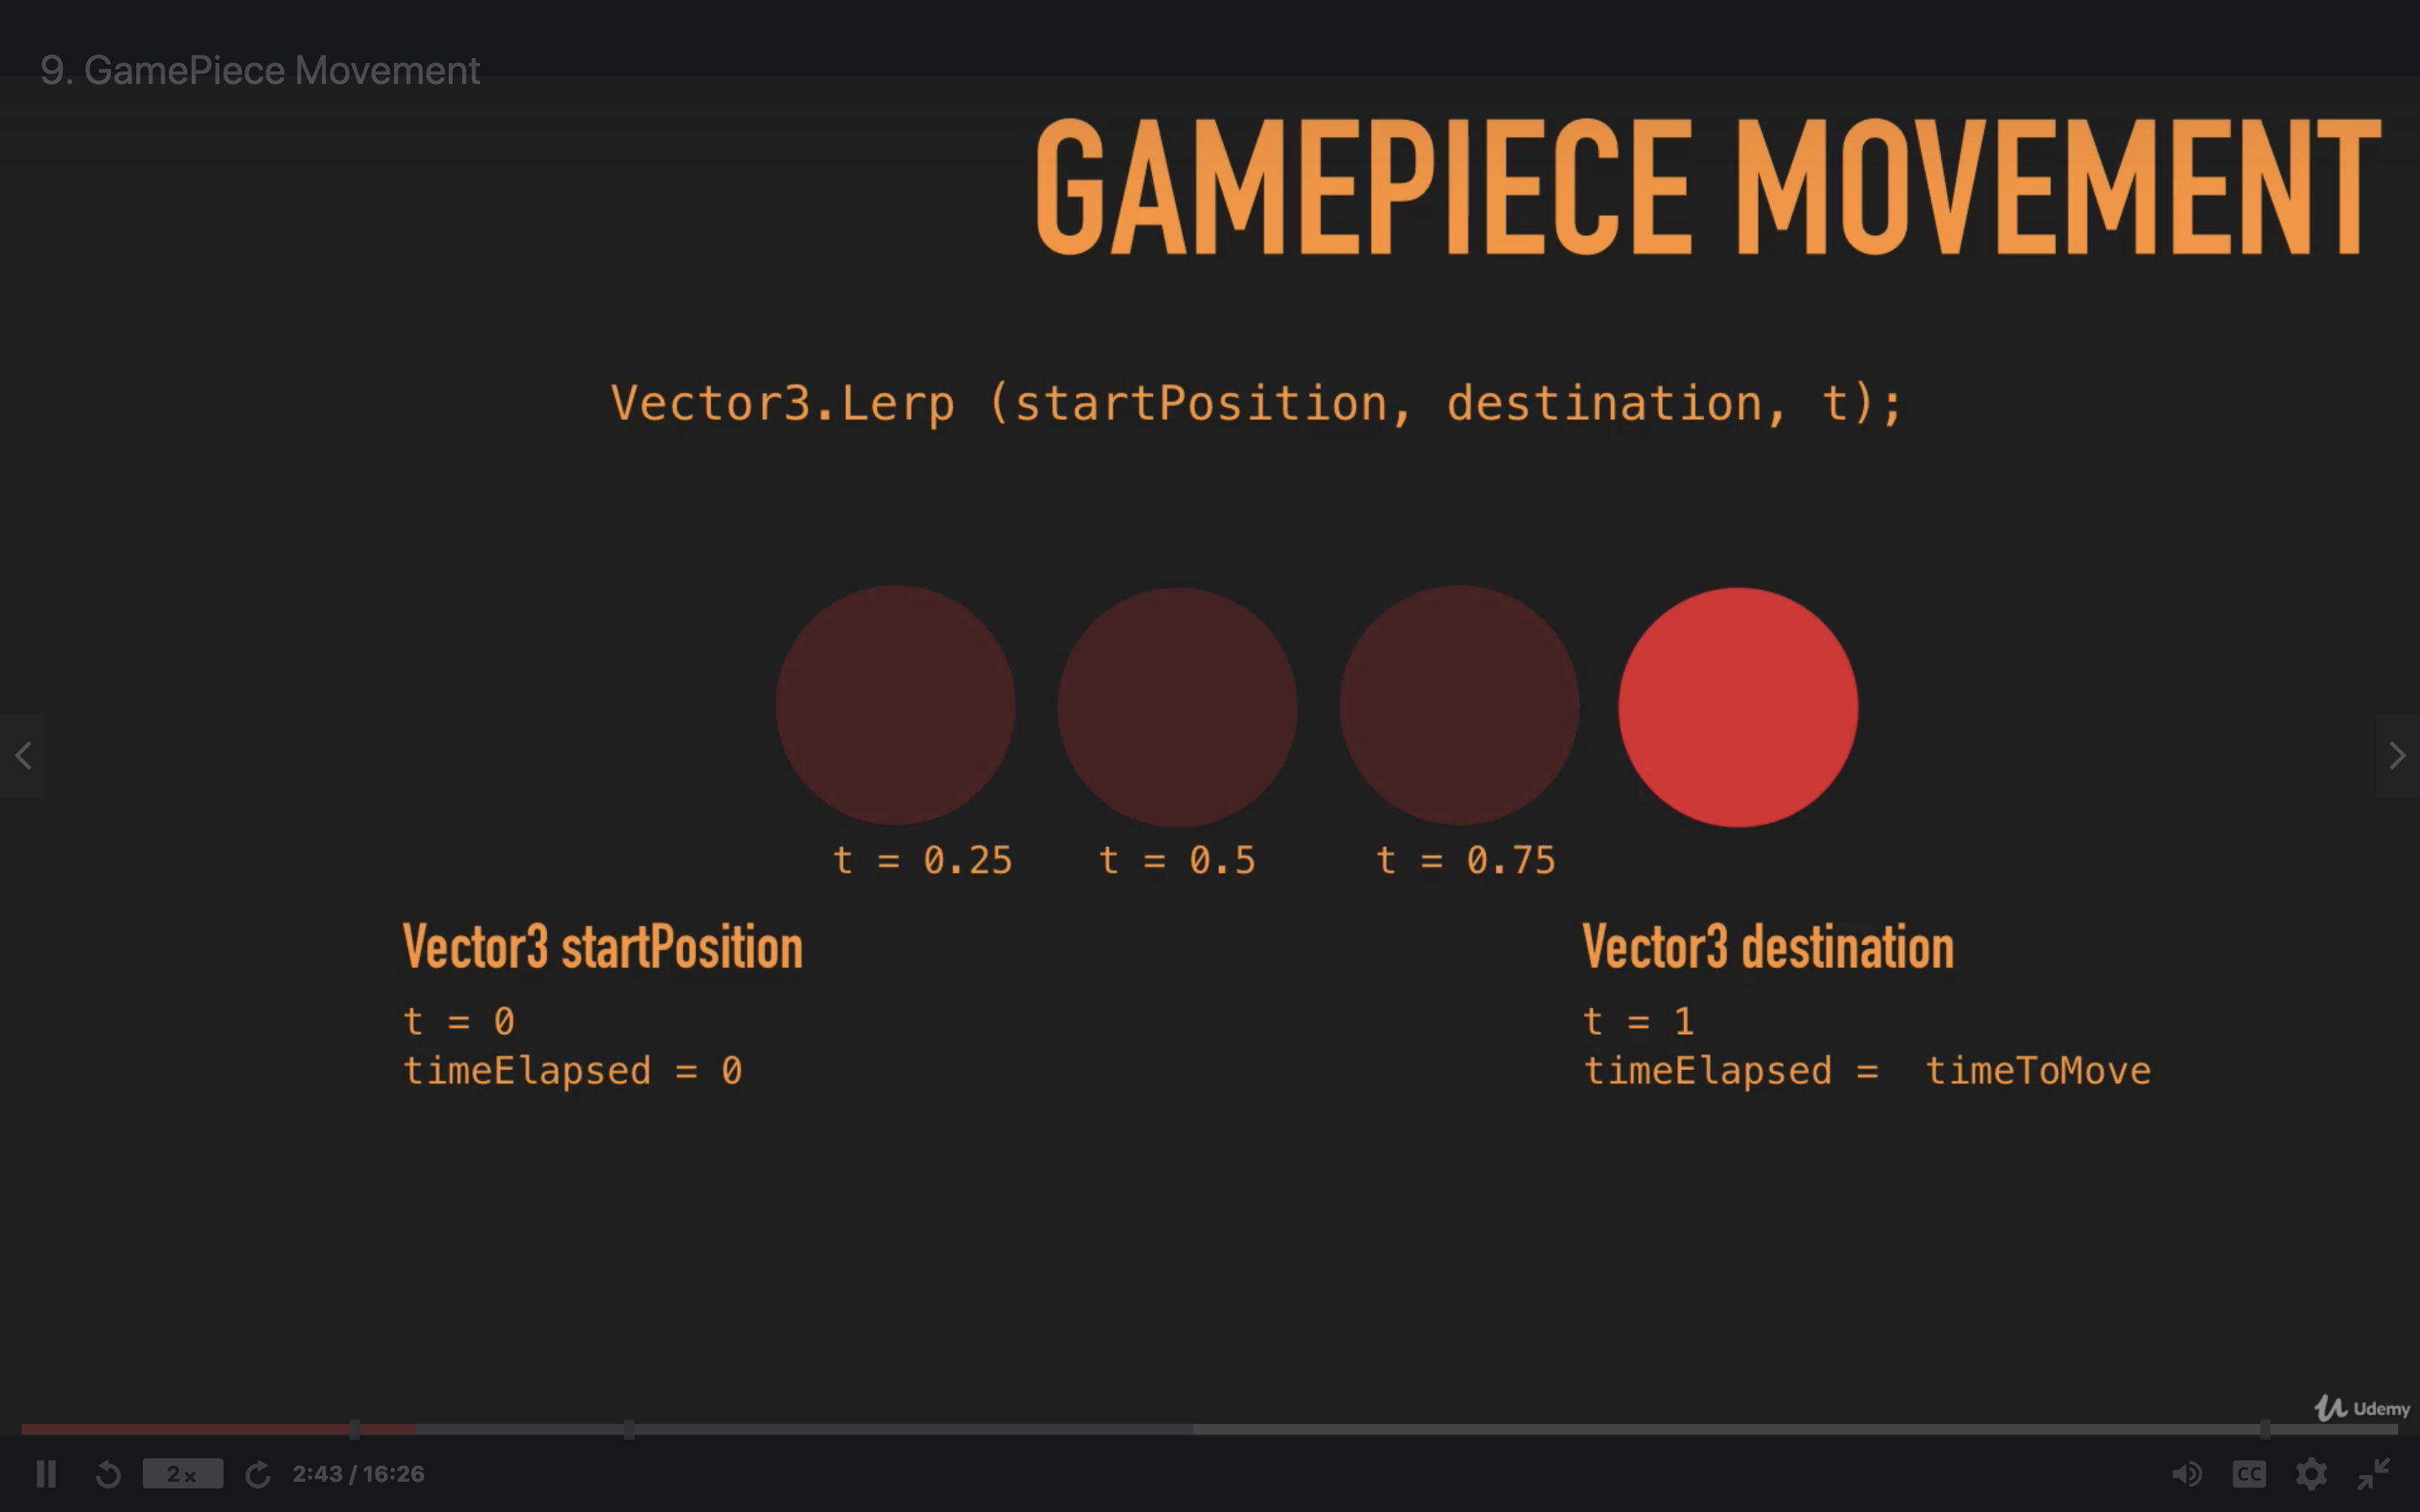 9. GamePiece Movement
GAMEPIECE MOVEMENT
Vector3.Lerp (startPosition, destination, t);
t = 0.25 t = 0.5 t = 0.75
Vector3 startPosition
t = 0
timeElapsed = 0
Vector3 destination
t = 1
timeElapsed = timeToMove
Udemy
2x 2:43 / 16:26 CC